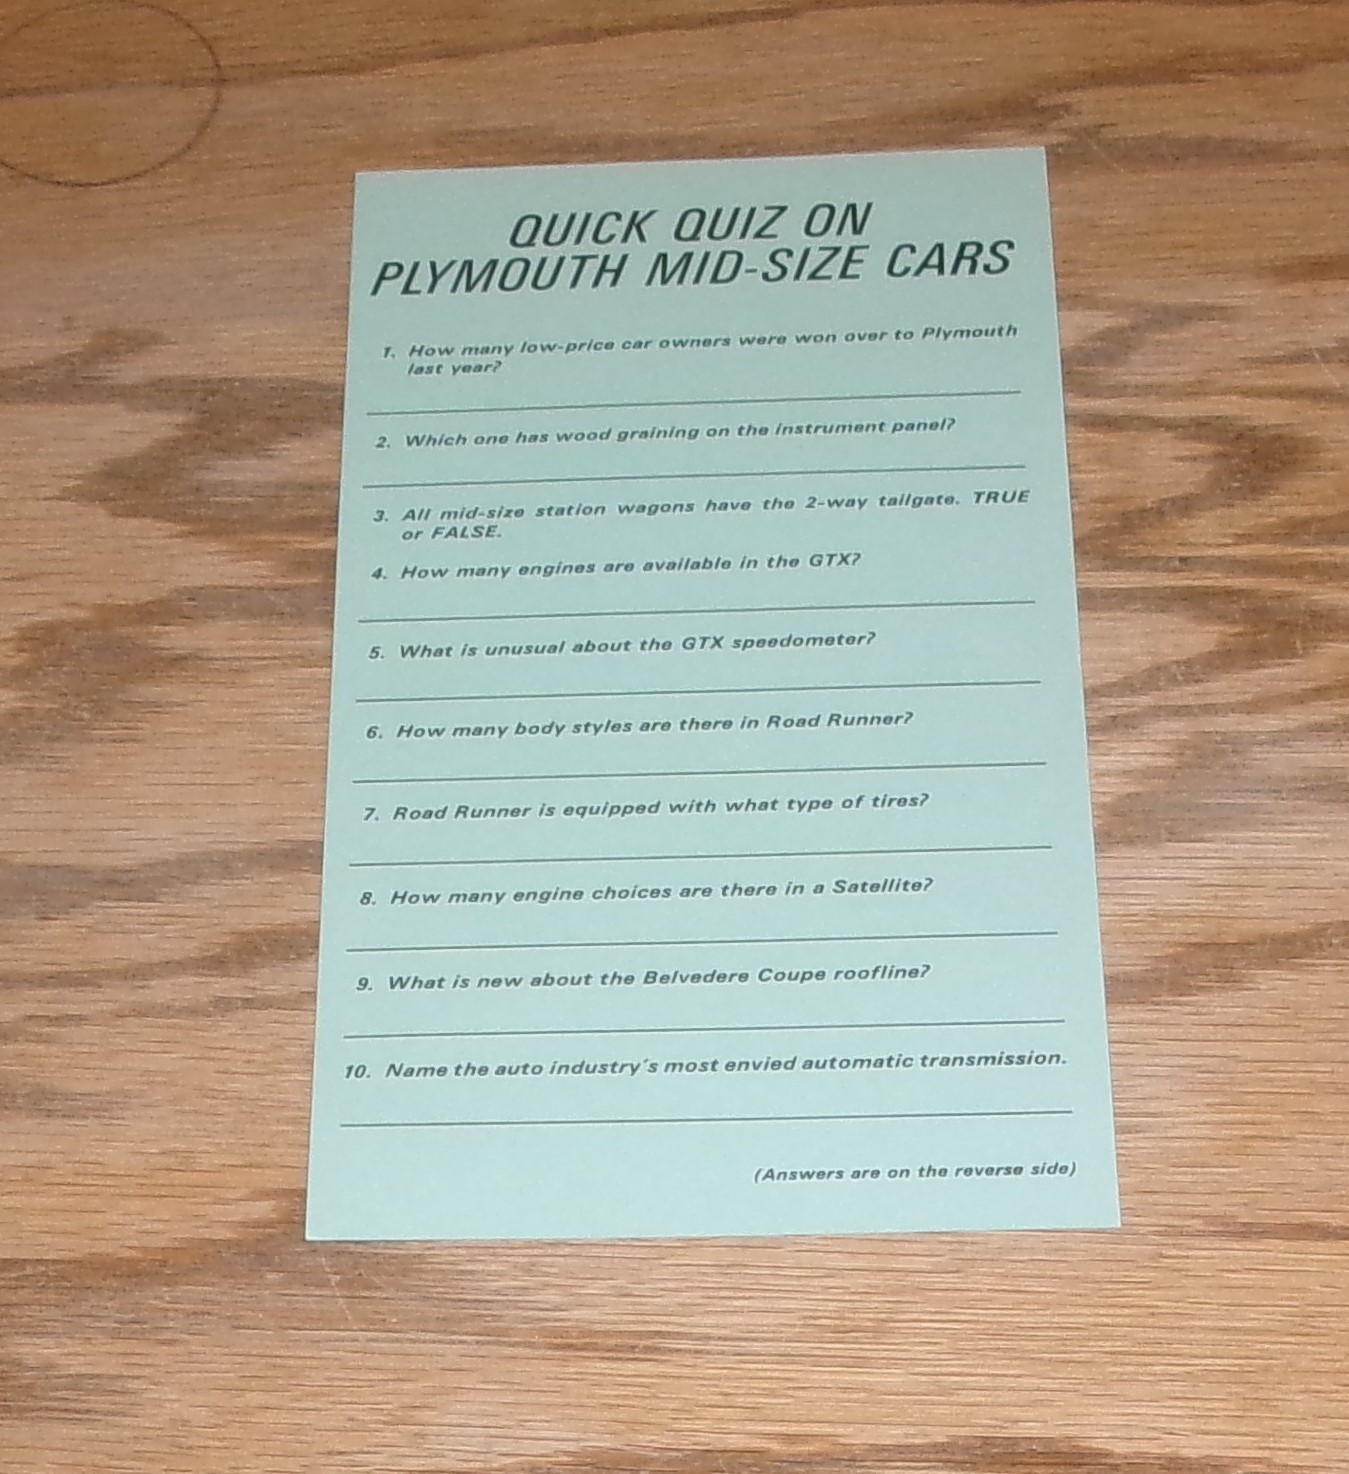 QUICK QUIZ ON
PLYMOUTH MID-SIZE CARS
1. How many low-price car owners were won over to Plymouth
last year?
2. Which one has wood graining on the instrument panel?
3. All mid-size station wagons have the 2-way tailgate. TRUE
or FALSE.
4. How many engines are available in the GTX?
5. What is unusual about the GTX speedometer?
6. How many body styles are there in Road Runner?
7. Road Runner is equipped with what type of tires?
8. How many engine choices are there in a Satellite?
9. What is new about the Belvedere Coupe roofline?
10. Name the auto industry's most envied automatic transmission.
(Answers are on the reverse side)